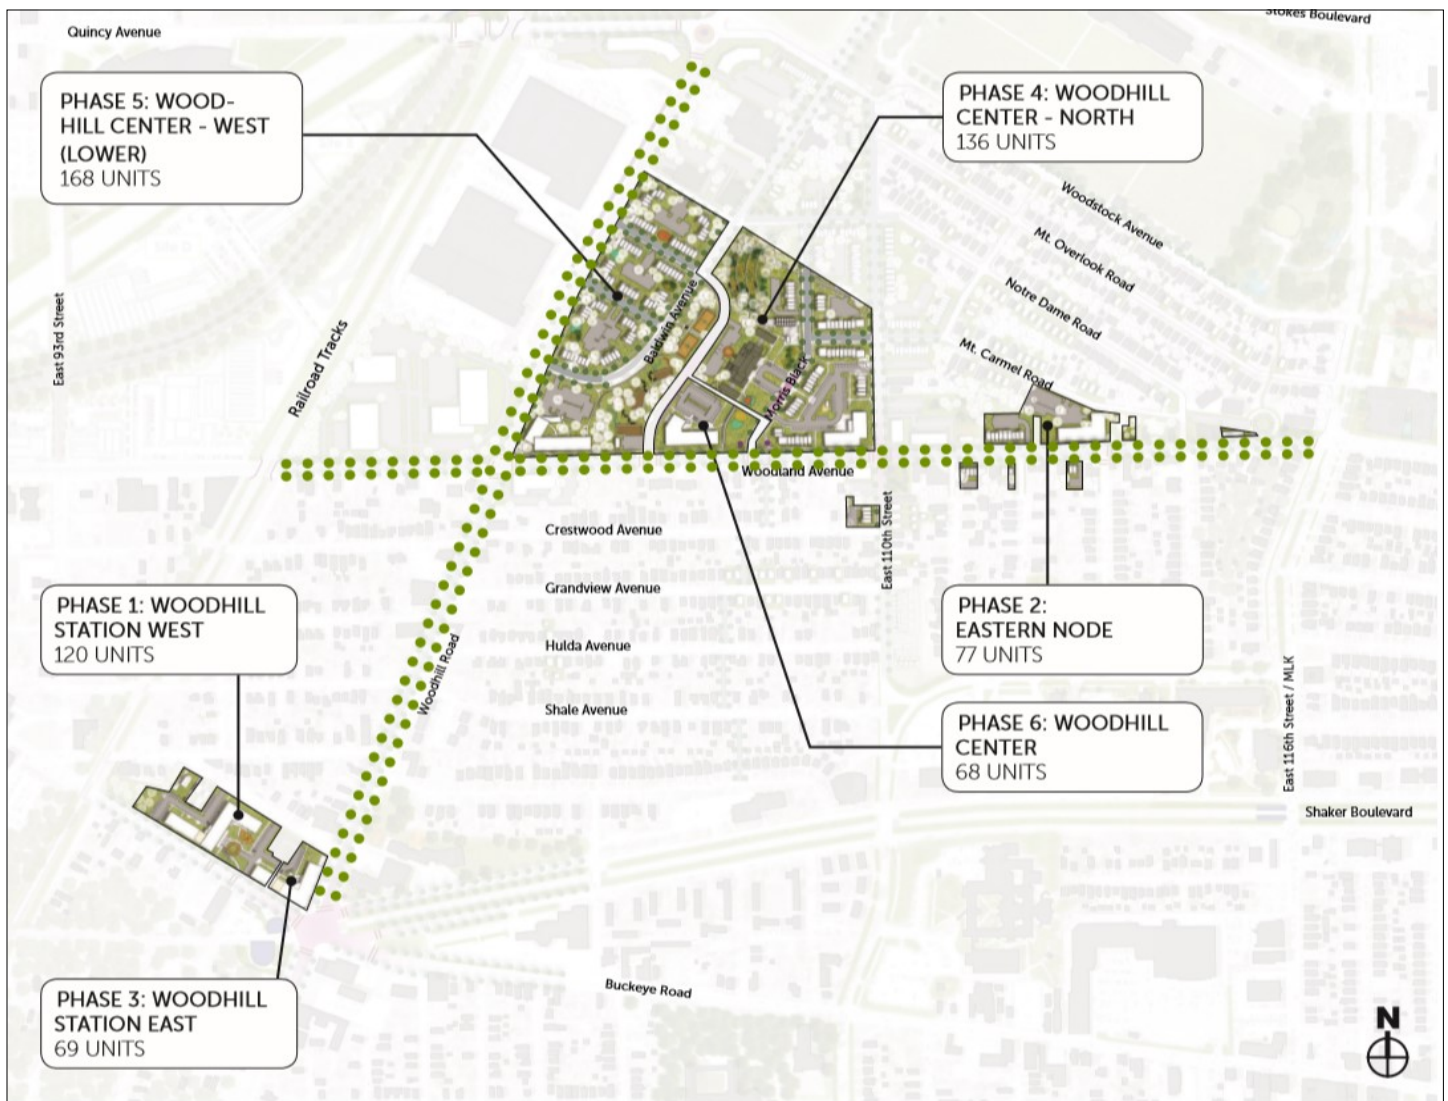 Quincy Avenue
Stokes Boulevard
PHASE 5: WOOD-
HILL CENTER - WEST
(LOWER)
168 UNITS
PHASE 4: WOODHILL
CENTER - NORTH
136 UNITS
Woodstock Avenue
Mt. Overlook Road
Notre Dame Road
Mt. Carmel Road
East 93rd Street
Railroad Tracks
Baldwin Avenue
Morris Black
Woodland Avenue
Crestwood Avenue
East 110th Street
Grandview Avenue
Hulda Avenue
Woodhill Road
Shale Avenue
PHASE 1: WOODHILL
STATION WEST
120 UNITS
PHASE 2:
EASTERN NODE
77 UNITS
PHASE 6: WOODHILL
CENTER
68 UNITS
East 116th Street / MLK
Shaker Boulevard
PHASE 3: WOODHILL
STATION EAST
69 UNITS
Buckeye Road
N